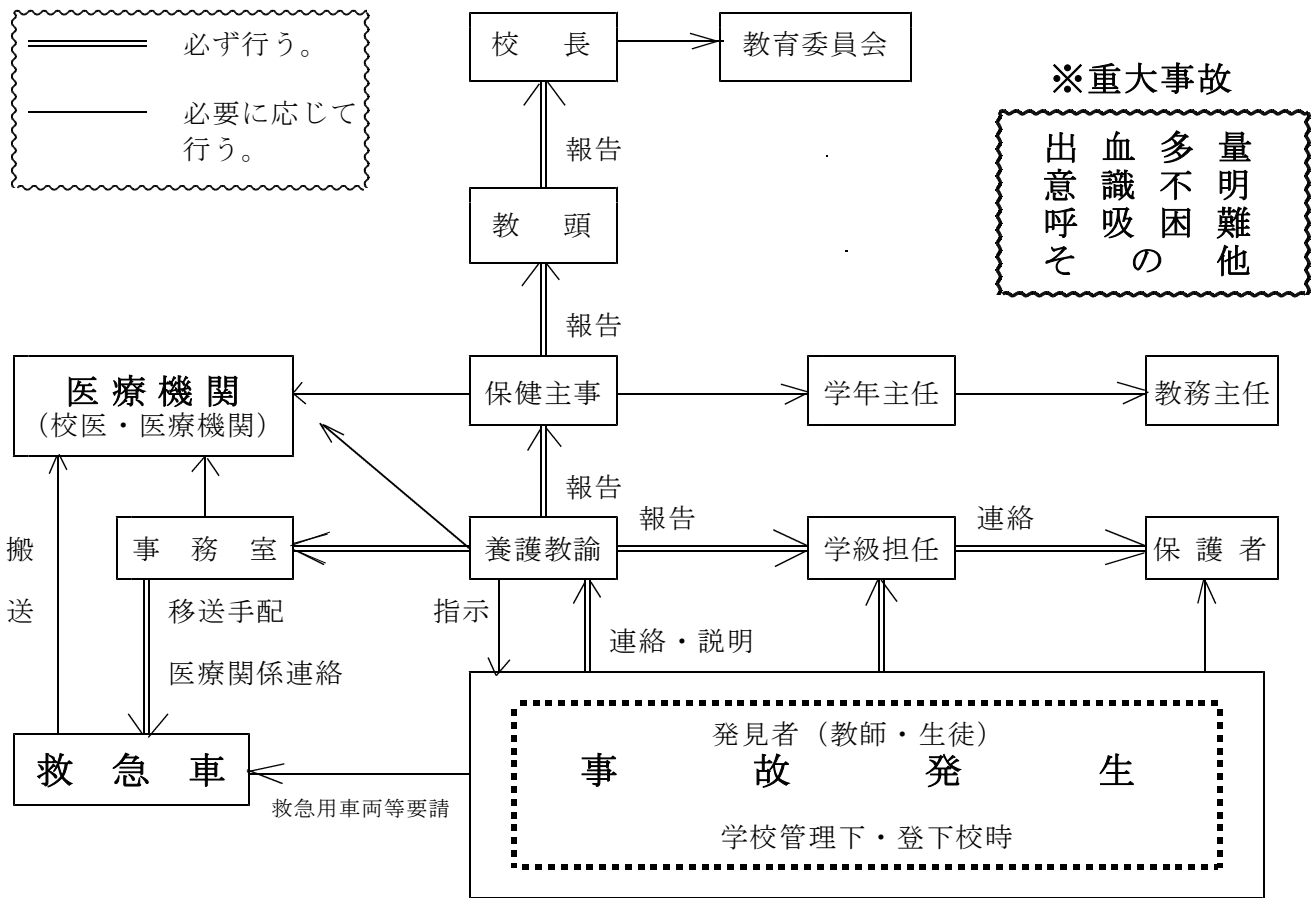 必ず行う。
必要に応じて
行う。
校長
教育委員会
※重大事故
出血多量
意識不明
呼吸困難
その他
報告
教頭
報告
医療機関
（校医・医療機関）
保健主事
学年主任
教務主任
報告
報告
連絡
搬送
事務室
養護教諭
学級担任
保護者
移送手配
指示
連絡・説明
医療関係連絡
救急車
救急用車両等要請
発見者（教師・生徒）
事故発生
学校管理下・登下校時